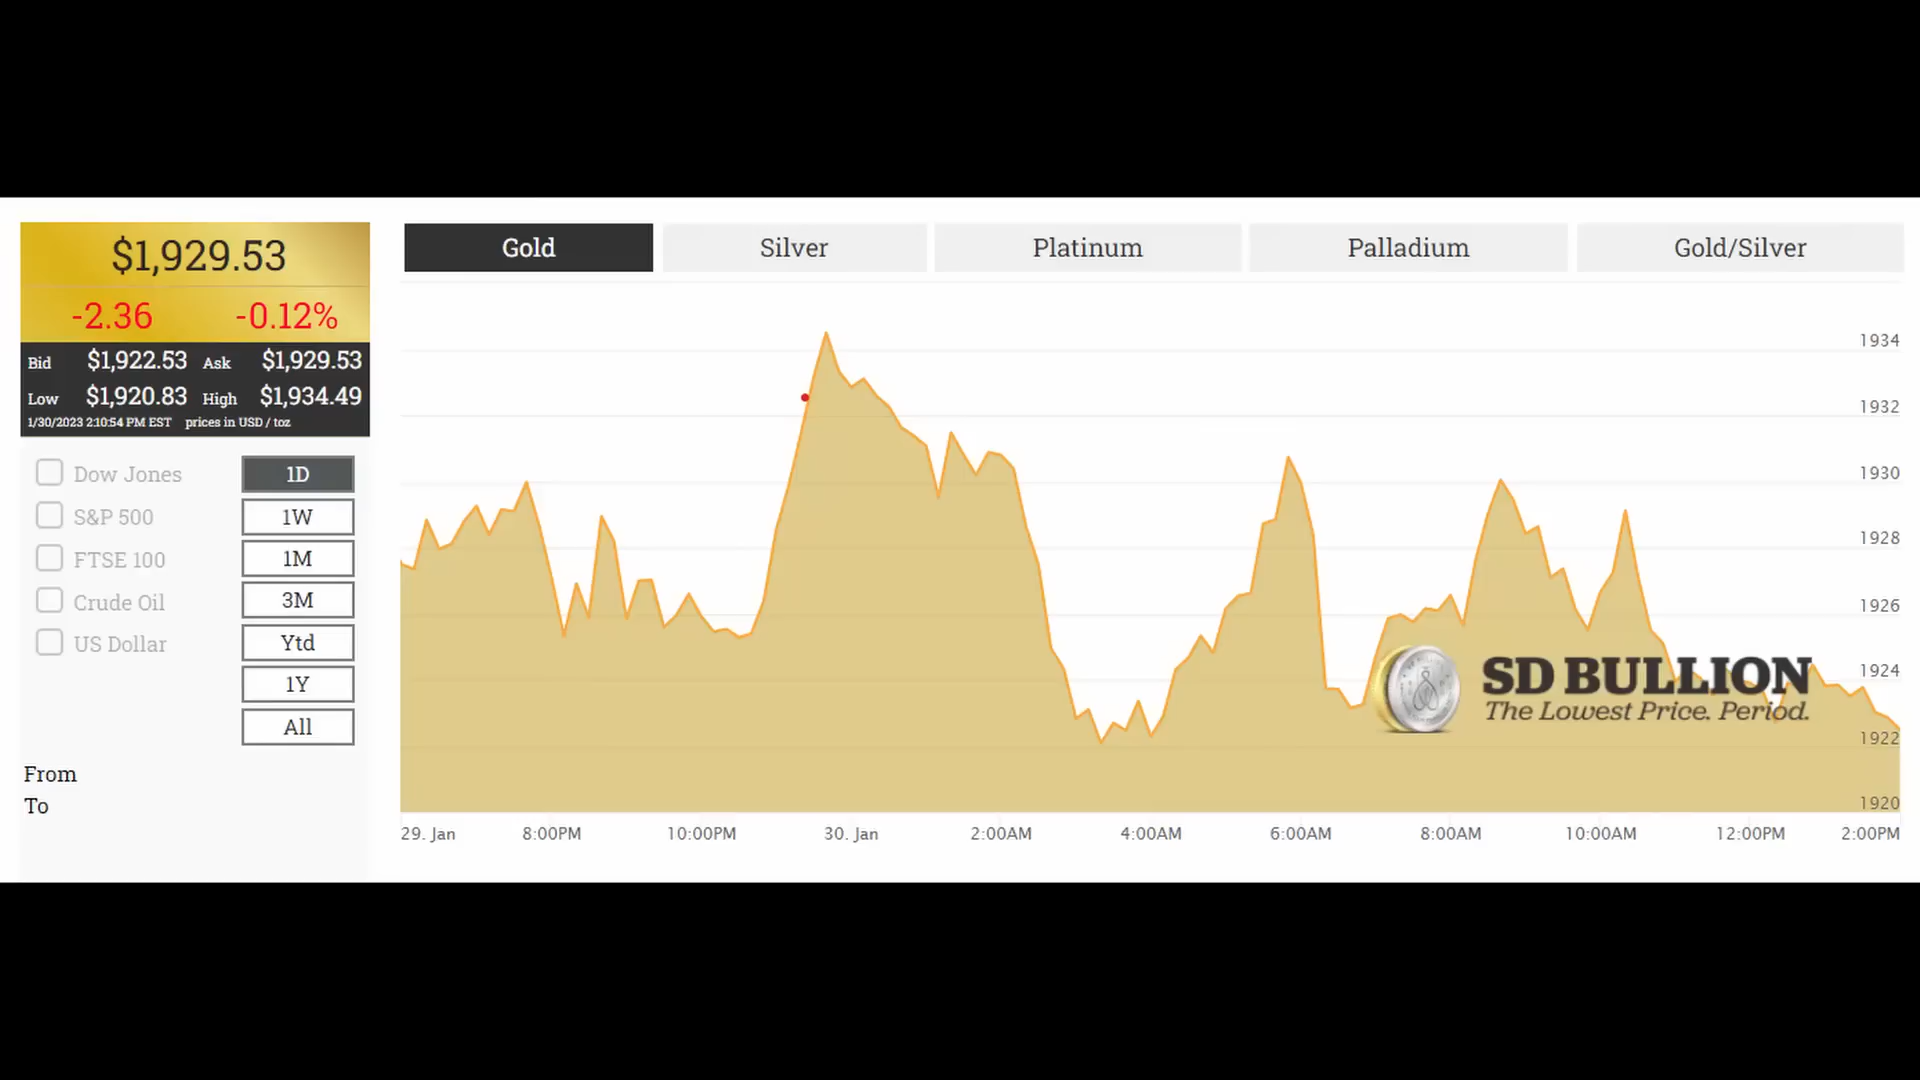 $1,929.53
-2.36 -0.12%
Bid $1,922.53 Ask $1,929.53
Low $1,920.83 High $1,934.49
1/30/2023 2:10:54 PM EST prices in USD / toz
Dow Jones
S&P 500
FTSE 100
Crude Oil
US Dollar
1D
1W
1M
3M
Ytd
1Y
All
From
To
Gold Silver Platinum Palladium Gold/Silver
1934
1932
1930
1928
1926
1924
1922
1920
SD BULLION
The Lowest Price. Period.
29. Jan 8:00PM 10:00PM 30. Jan 2:00AM 4:00AM 6:00AM 8:00AM 10:00AM 12:00PM 2:00PM